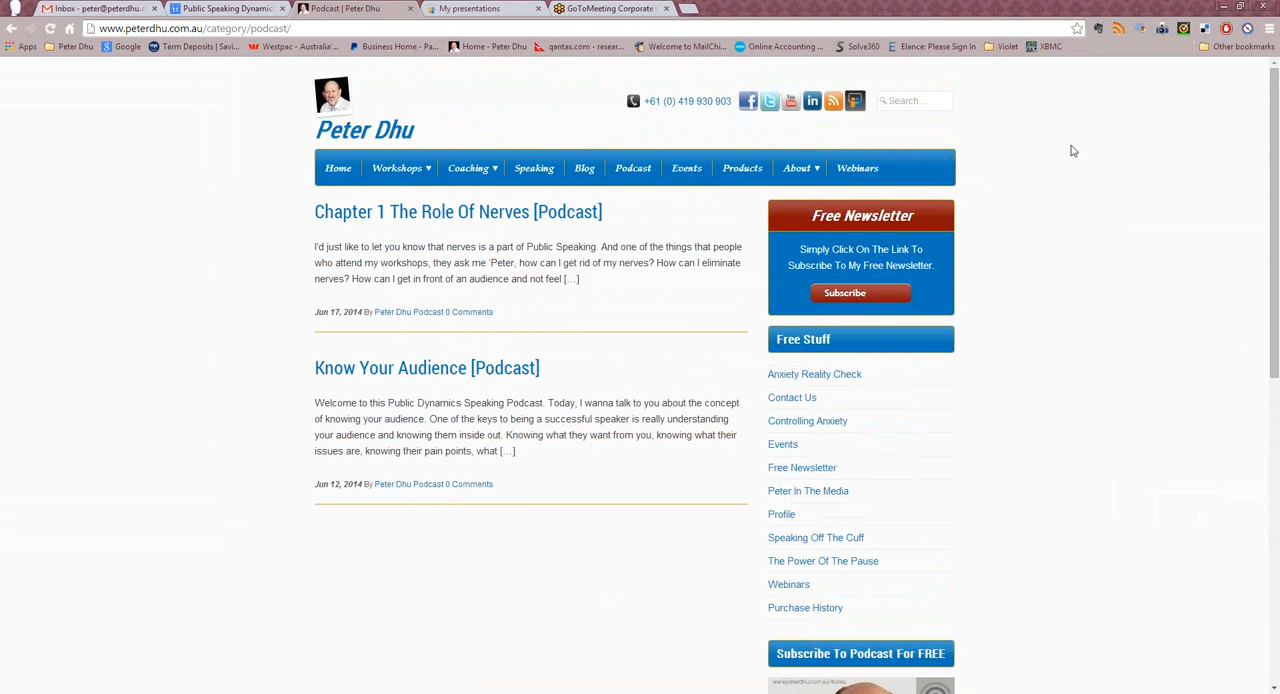 Inbox - peter@peterdhu.c
Public Speaking Dynamic
Podcast | Peter Dhu
My presentations
GoToMeeting Corporate
www.peterdhu.com.au/category/podcast/
Apps
Peter Dhu
Google
Term Deposits | Savi...
Westpac - Australia'...
Business Home - Pa...
Home - Peter Dhu
qantas.com - resear...
Welcome to MailChi...
Online Accounting ...
Solve360
Elance: Please Sign In
Violet
XBMC
Other bookmarks
+61 (0) 419 930 903
Search...
Peter Dhu
Home
Workshops
Coaching
Speaking
Blog
Podcast
Events
Products
About
Webinars
Chapter 1 The Role Of Nerves [Podcast]
I'd just like to let you know that nerves is a part of Public Speaking. And one of the things that people
who attend my workshops, they ask me 'Peter, how can I get rid of my nerves? How can I eliminate
nerves? How can I get in front of an audience and not feel [...]
Jun 17, 2014 By Peter Dhu Podcast 0 Comments
Know Your Audience [Podcast]
Welcome to this Public Dynamics Speaking Podcast. Today, I wanna talk to you about the concept
of knowing your audience. One of the keys to being a successful speaker is really understanding
your audience and knowing them inside out. Knowing what they want from you, knowing what their
issues are, knowing their pain points, what [...]
Jun 12, 2014 By Peter Dhu Podcast 0 Comments
Free Newsletter
Simply Click On The Link To
Subscribe To My Free Newsletter.
Subscribe
Free Stuff
Anxiety Reality Check
Contact Us
Controlling Anxiety
Events
Free Newsletter
Peter In The Media
Profile
Speaking Off The Cuff
The Power Of The Pause
Webinars
Purchase History
Subscribe To Podcast For FREE
www.peterdhu.com.au/itunes